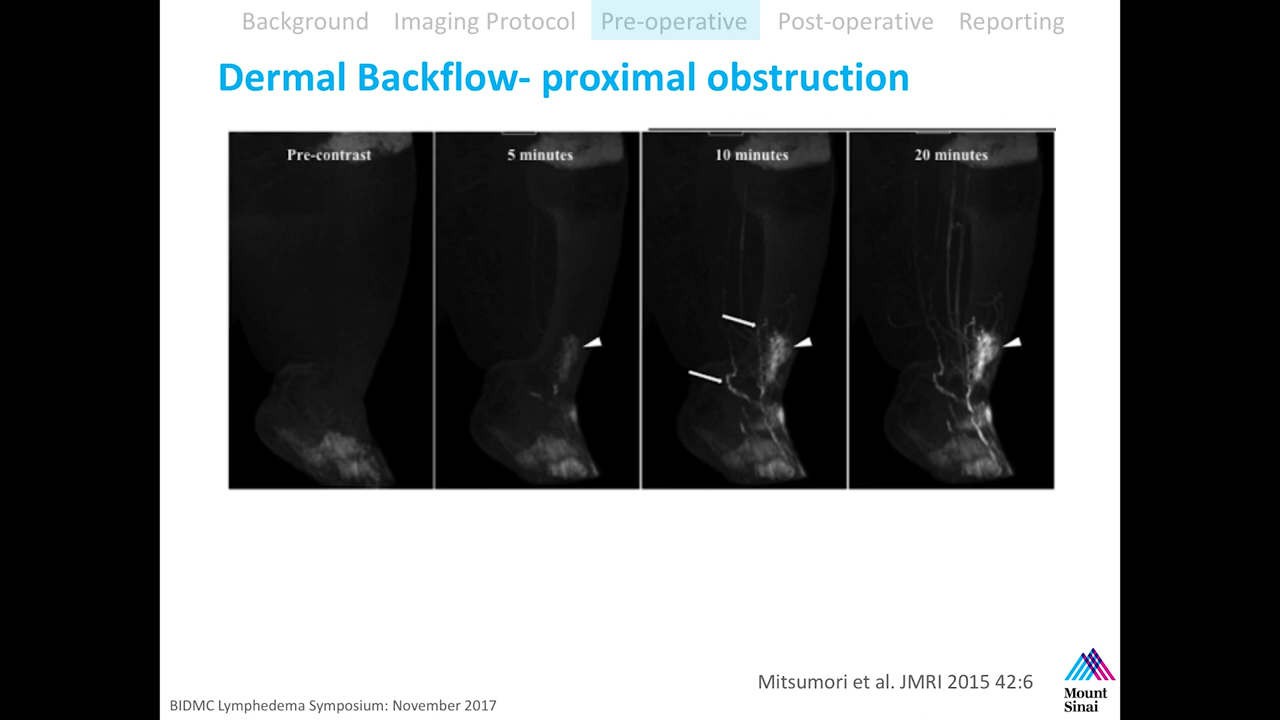 Background Imaging Protocol Pre-operative Post-operative Reporting
Dermal Backflow- proximal obstruction
Pre-contrast 5 minutes 10 minutes 20 minutes
Mitsumori et al. JMRI 2015 42:6
Mount
Sinai
BIDMC Lymphedema Symposium: November 2017